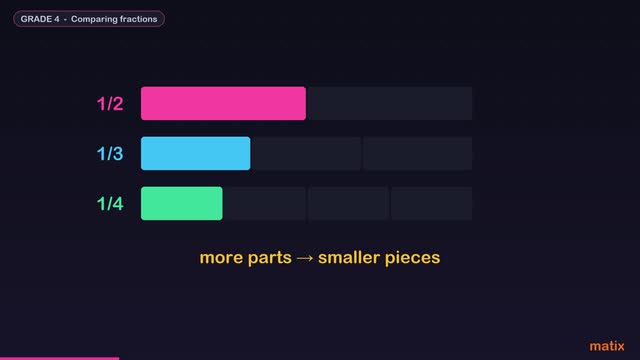 GRADE 4 - Comparing fractions
1/2
1/3
1/4
more parts → smaller pieces
matix